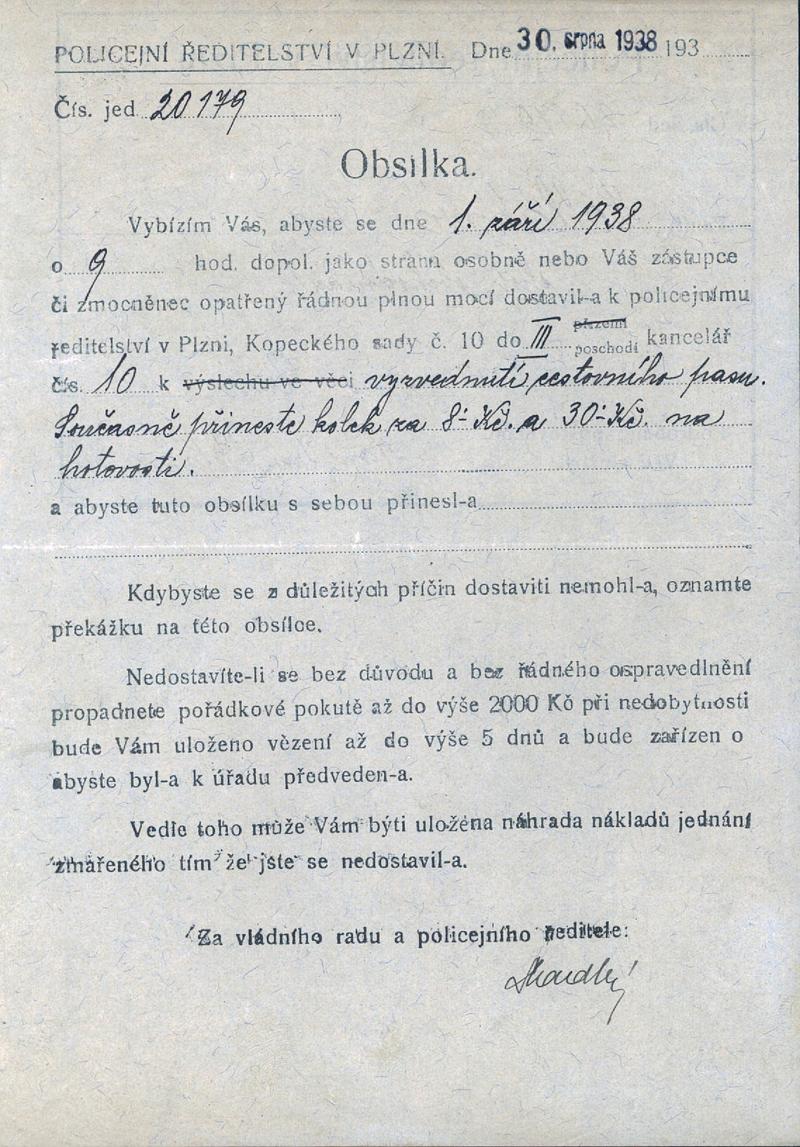 POLICEJNÍ ŘEDITELSTVÍ V PLZNI. Dne 30. srpna 1938 193
Čís. jed 20179
Obsílka.
Vybízím Vás, abyste se dne 1. září 1938
o 9 hod. dopol. jako strana osobně nebo Váš zástupce
či zmocněnec opatřený řádnou plnou mocí dostavil-a k policejnímu
ředitelství v Plzni, Kopeckého sady č. 10 do III přízemí poschodí kancelář
čís. 10 k výslechu ve věci vyzvednutí cestovního pasu.
Současně přineste kolek za 8·- Kč. a 30·- Kč. na
hotovosti.
a abyste tuto obsílku s sebou přinesl-a
Kdybyste se z důležitých příčin dostaviti nemohl-a, oznamte
překážku na této obsílce.
Nedostavíte-li se bez důvodu a bez řádného ospravedlnění
propadnete pořádkové pokutě až do výše 2000 Kč při nedobytnosti
bude Vám uloženo vězení až do výše 5 dnů a bude zařízen o
abyste byl-a k úřadu předveden-a.
Vedle toho může Vám býti uložena náhrada nákladů jednání
zmařeného tím že jste se nedostavil-a.
Za vládního radu a policejního ředitele: